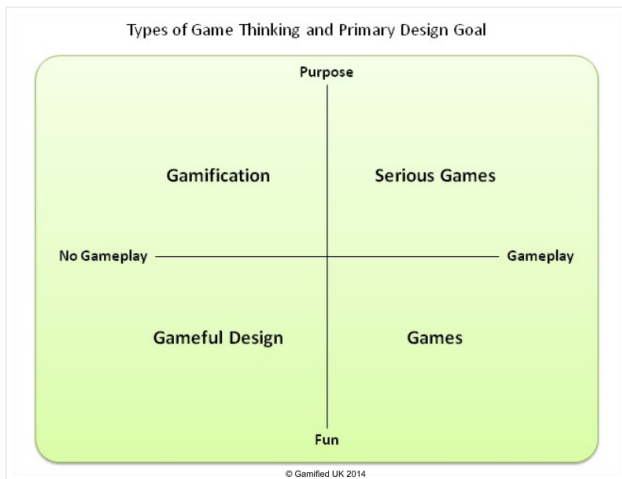 Types of Game Thinking and Primary Design Goal
Purpose
Gamification
Serious Games
No Gameplay
Gameplay
Gameful Design
Games
Fun
© Gamified UK 2014